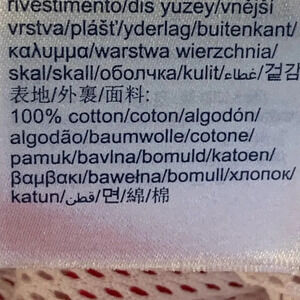 rivestimento/dış yüzey/vnější
vrstva/plášť/yderlag/buitenkant/
κάλυμμα/warstwa wierzchnia/
skal/skall/оболочка/kulit/غطاء/겉감/
表地/外裏/面料:
100% cotton/coton/algodón/
algodão/baumwolle/cotone/
pamuk/bavlna/bomuld/katoen/
βαμβάκι/bawełna/bomull/хлопок/
katun/قطن/면/綿/棉